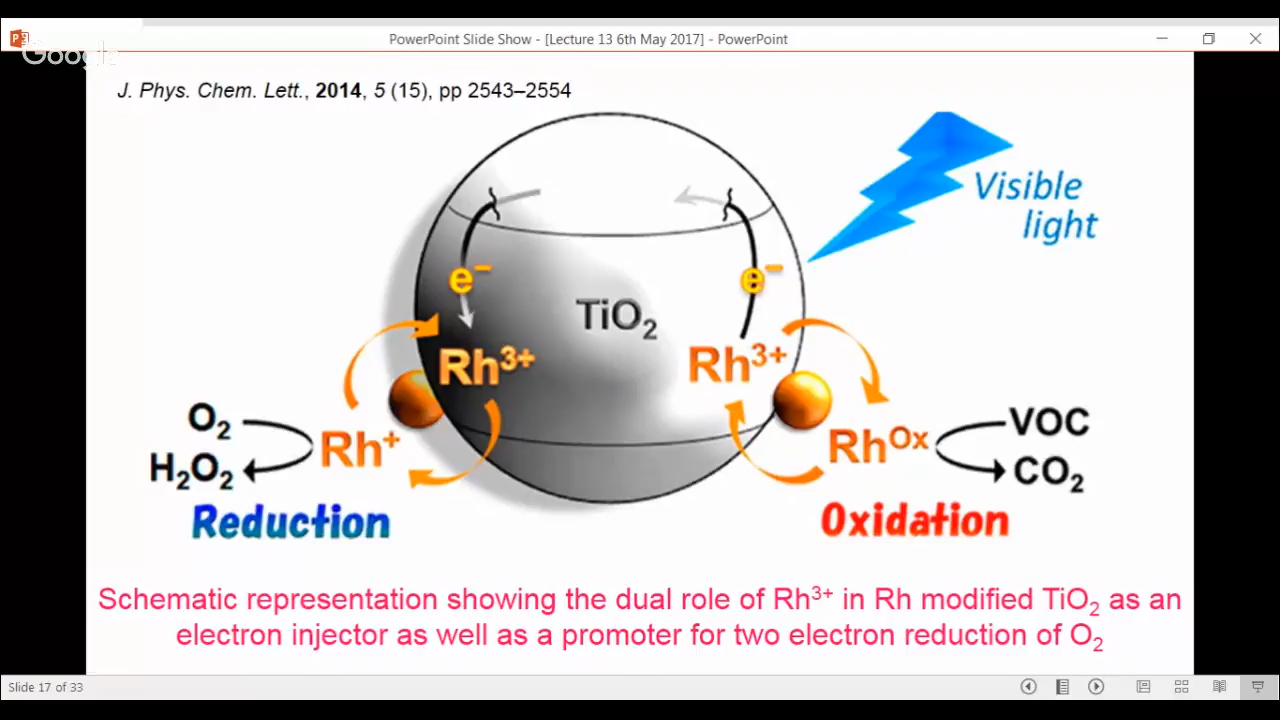 PowerPoint Slide Show - [Lecture 13 6th May 2017] - PowerPoint
Google
J. Phys. Chem. Lett., 2014, 5 (15), pp 2543–2554
Visible
light
e⁻
e⁻
TiO₂
Rh³⁺
Rh³⁺
O₂
Rh⁺
H₂O₂
Reduction
VOC
Rhᴼˣ
CO₂
Oxidation
Schematic representation showing the dual role of Rh³⁺ in Rh modified TiO₂ as an
electron injector as well as a promoter for two electron reduction of O₂
Slide 17 of 33